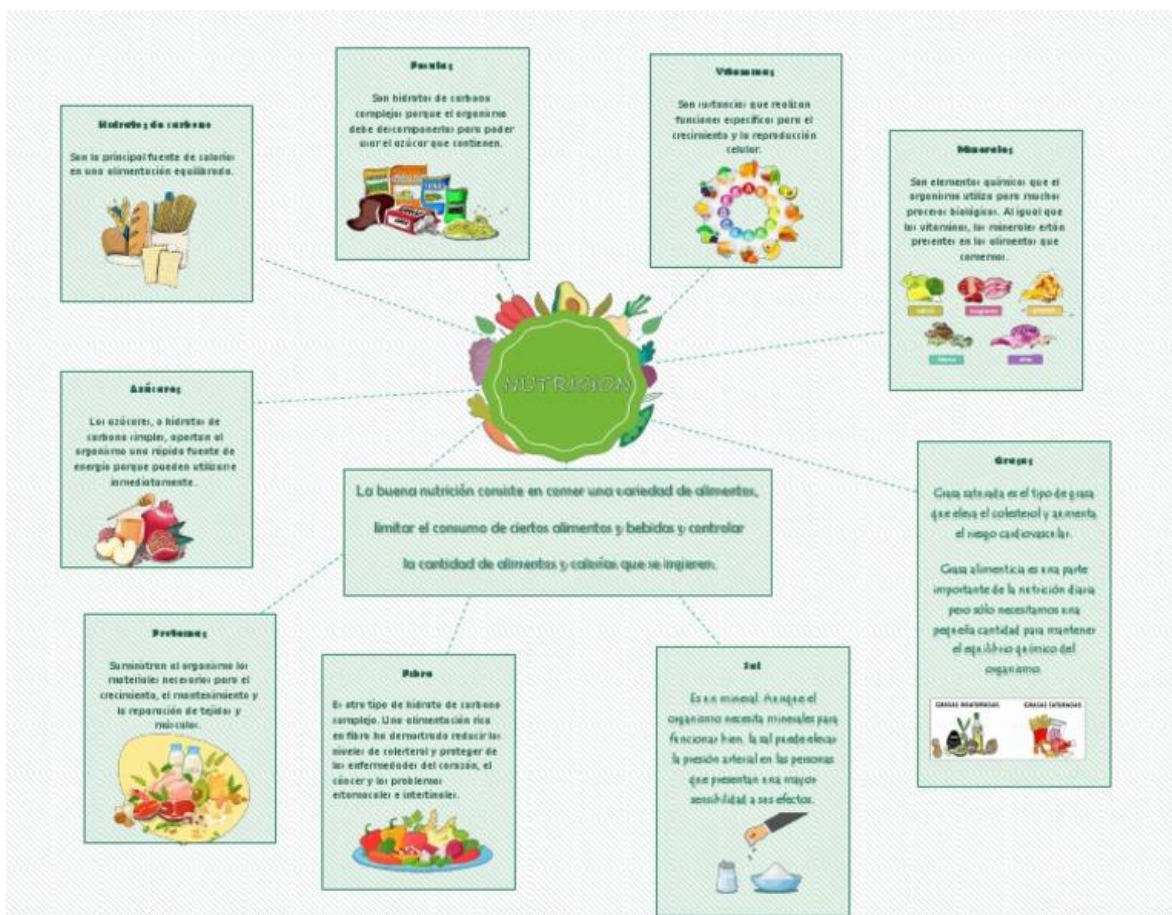 NUTRICION
La buena nutrición consiste en comer una variedad de alimentos,
limitar el consumo de ciertos alimentos y bebidas y controlar
la cantidad de alimentos y calorías que se ingieren.
Hidratos de carbono
Son la principal fuente de calorías
en una alimentación equilibrada.
Feculas
Son hidratos de carbono
complejos porque el organismo
debe descomponerlos para poder
usar el azúcar que contienen.
Vitaminas
Son sustancias que realizan
funciones específicas para el
crecimiento y la reproducción
celular.
Minerales
Son elementos químicos que el
organismo utiliza para muchos
procesos biológicos. Al igual que
las vitaminas, los minerales están
presentes en los alimentos que
comemos.
Grasas
Grasa saturada es el tipo de grasa
que eleva el colesterol y aumenta
el riesgo cardiovascular.
Grasa alimenticia es una parte
importante de la nutrición diaria
pero sólo necesitamos una
pequeña cantidad para mantener
el equilibrio químico del
organismo.
GRASAS INSATURADAS
GRASAS SATURADAS
Sal
Es un mineral. Aunque el
organismo necesita minerales para
funcionar bien, la sal puede elevar
la presión arterial en las personas
que presentan una mayor
sensibilidad a sus efectos.
Fibra
Es otro tipo de hidrato de carbono
complejo. Una alimentación rica
en fibra ha demostrado reducir los
niveles de colesterol y proteger de
las enfermedades del corazón, el
cáncer y los problemas
estomacales e intestinales.
Proteinas
Suministran al organismo los
materiales necesarios para el
crecimiento, el mantenimiento y
la reparación de tejidos y
músculos.
Azúcares
Los azúcares, o hidratos de
carbono simples, aportan al
organismo una rápida fuente de
energía porque pueden utilizarse
inmediatamente.